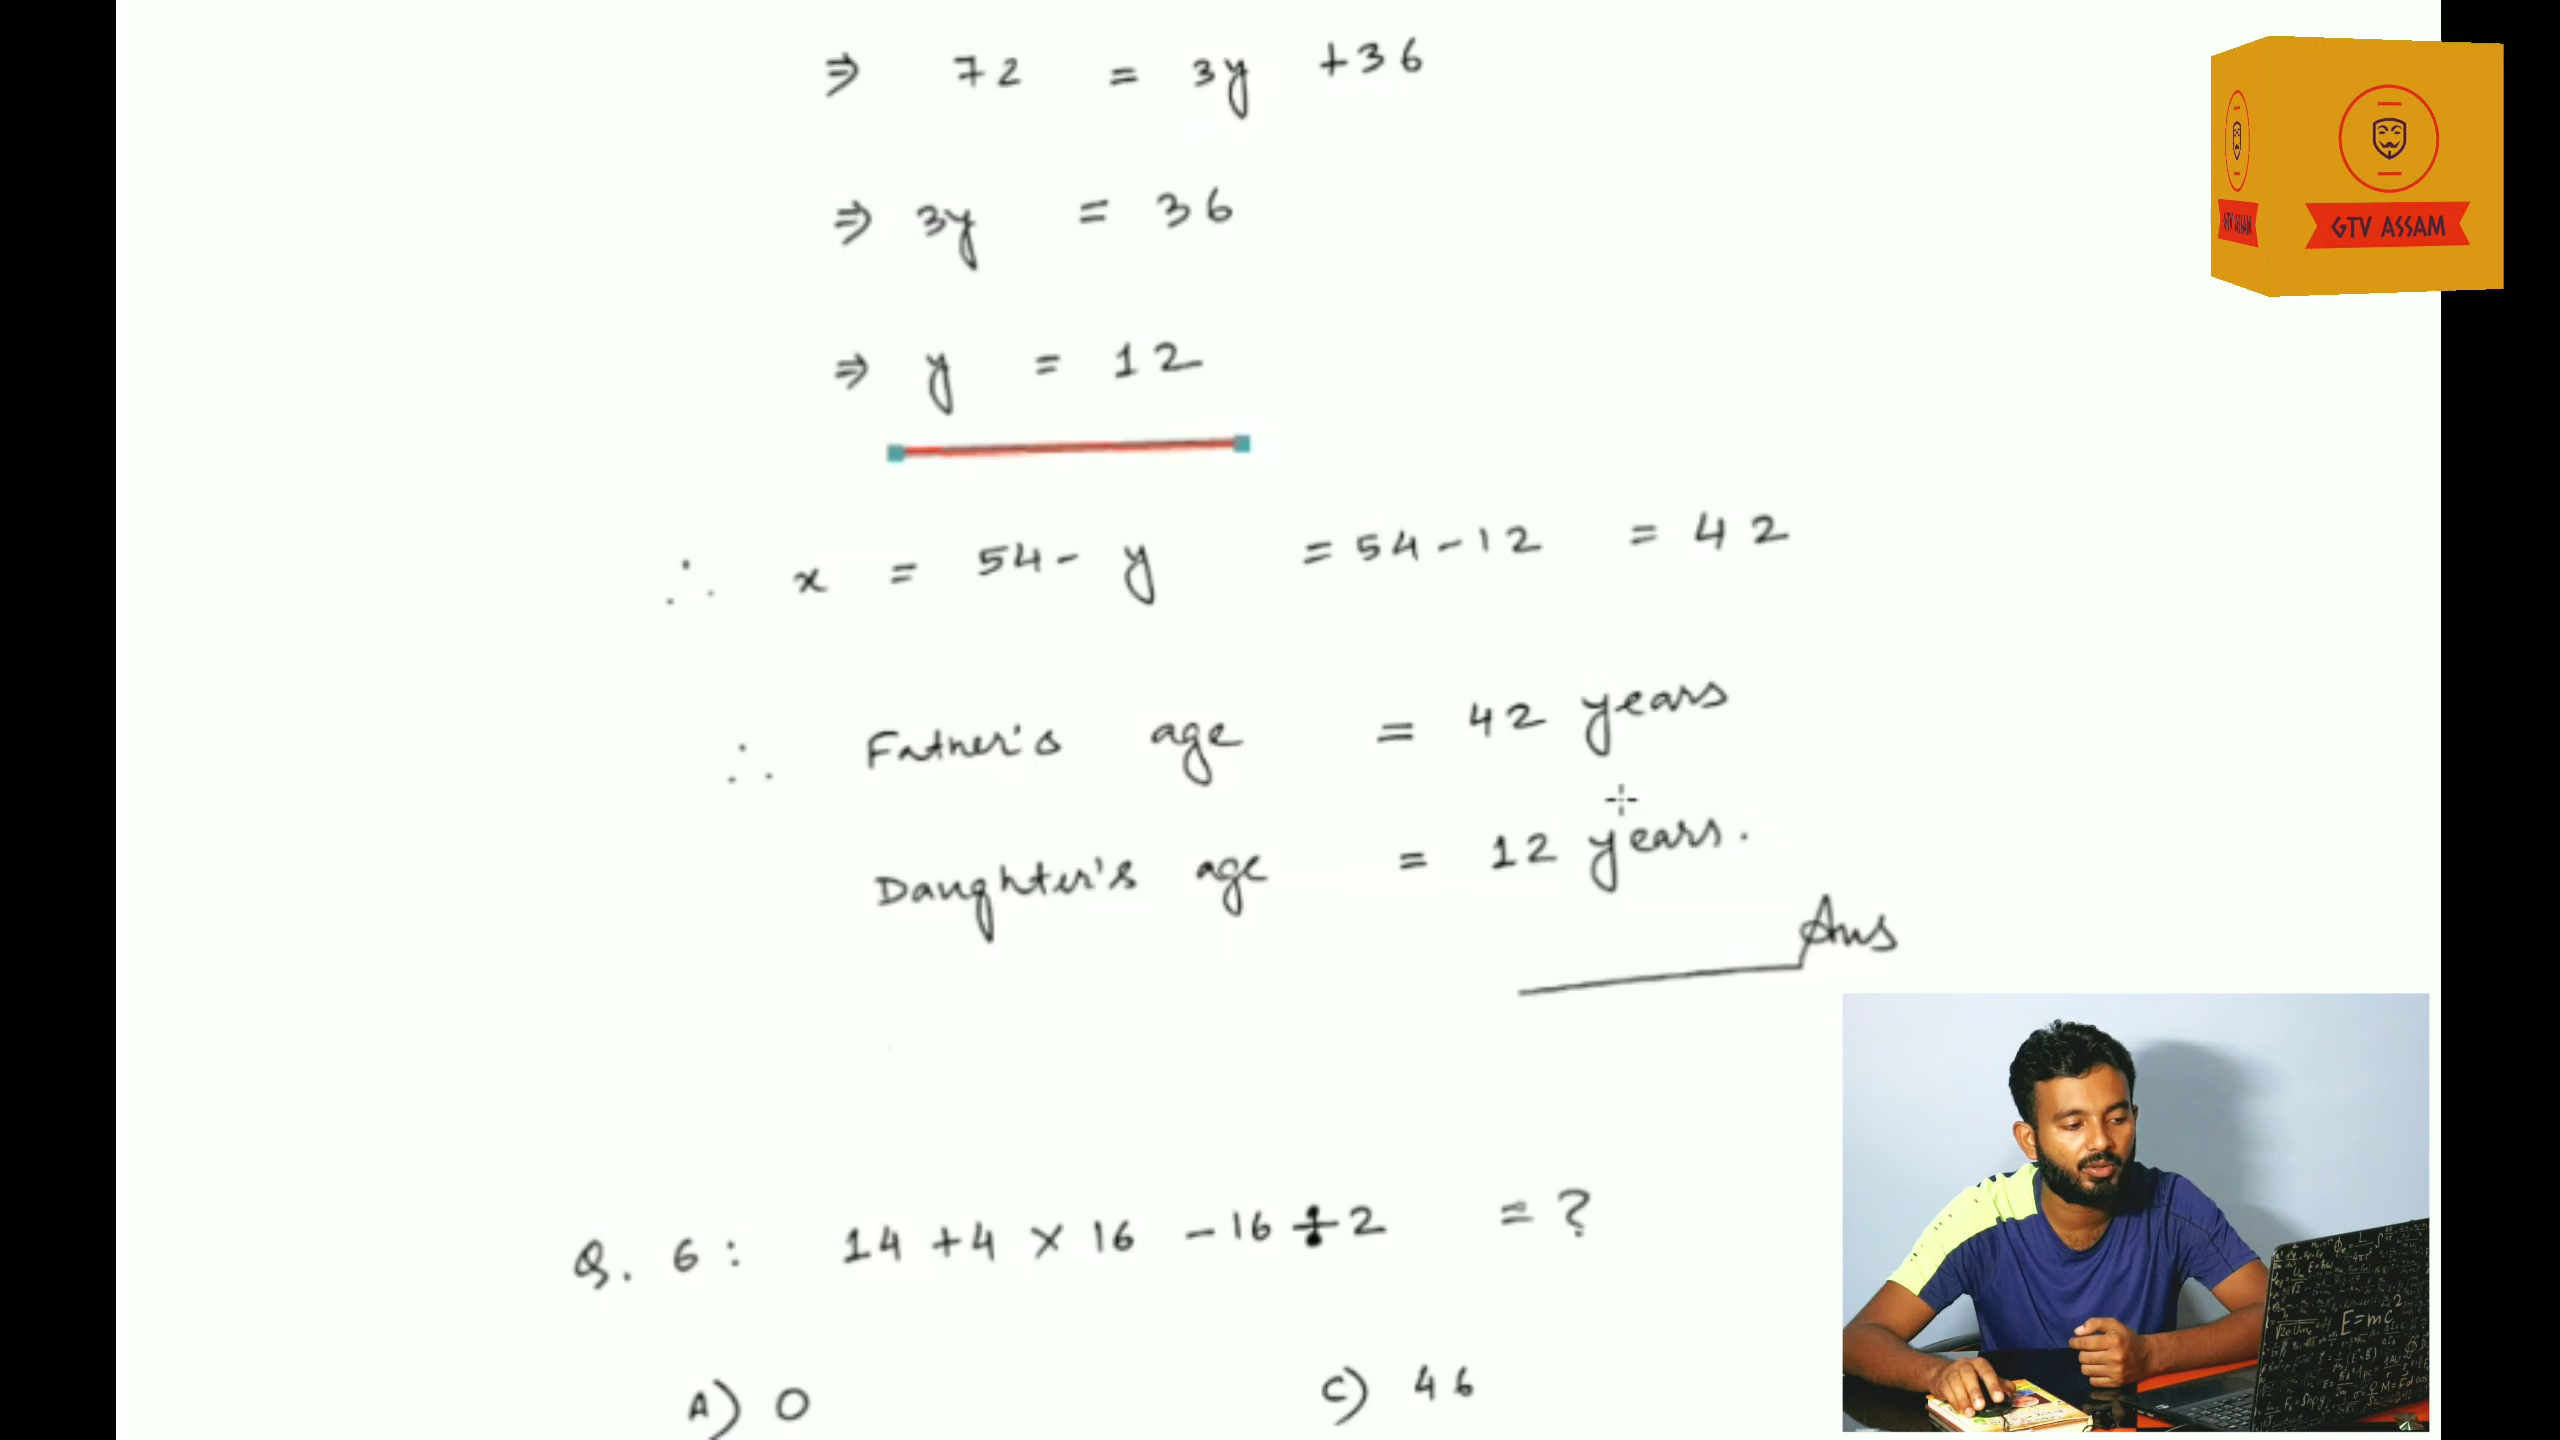 ⇒ 72 = 3y +36
⇒ 3y = 36
⇒ y = 12
∴ x = 54 - y = 54 - 12 = 42
∴ Father's age = 42 years
Daughter's age = 12 years.
Ans
Q. 6 : 14 + 4 × 16 - 16 ÷ 2 = ?
A) 0 C) 46
GTV ASSAM
GTV ASSAM
E=mc²